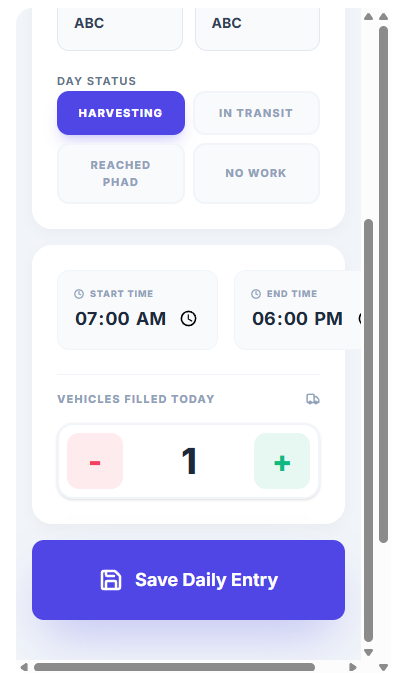 ABC ABC
DAY STATUS
HARVESTING IN TRANSIT
REACHED
PHAD
NO WORK
START TIME END TIME
07:00 AM 06:00 PM
VEHICLES FILLED TODAY
- 1 +
Save Daily Entry